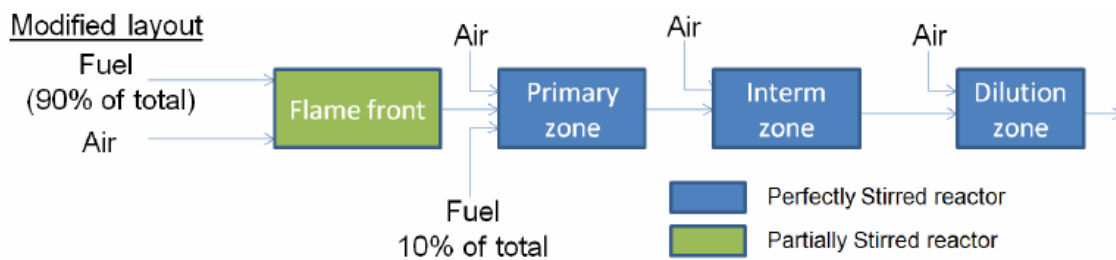 Modified layout
Fuel
(90% of total)
Air
Flame front
Air
Primary
zone
Fuel
10% of total
Air
Interm
zone
Air
Dilution
zone
Perfectly Stirred reactor
Partially Stirred reactor